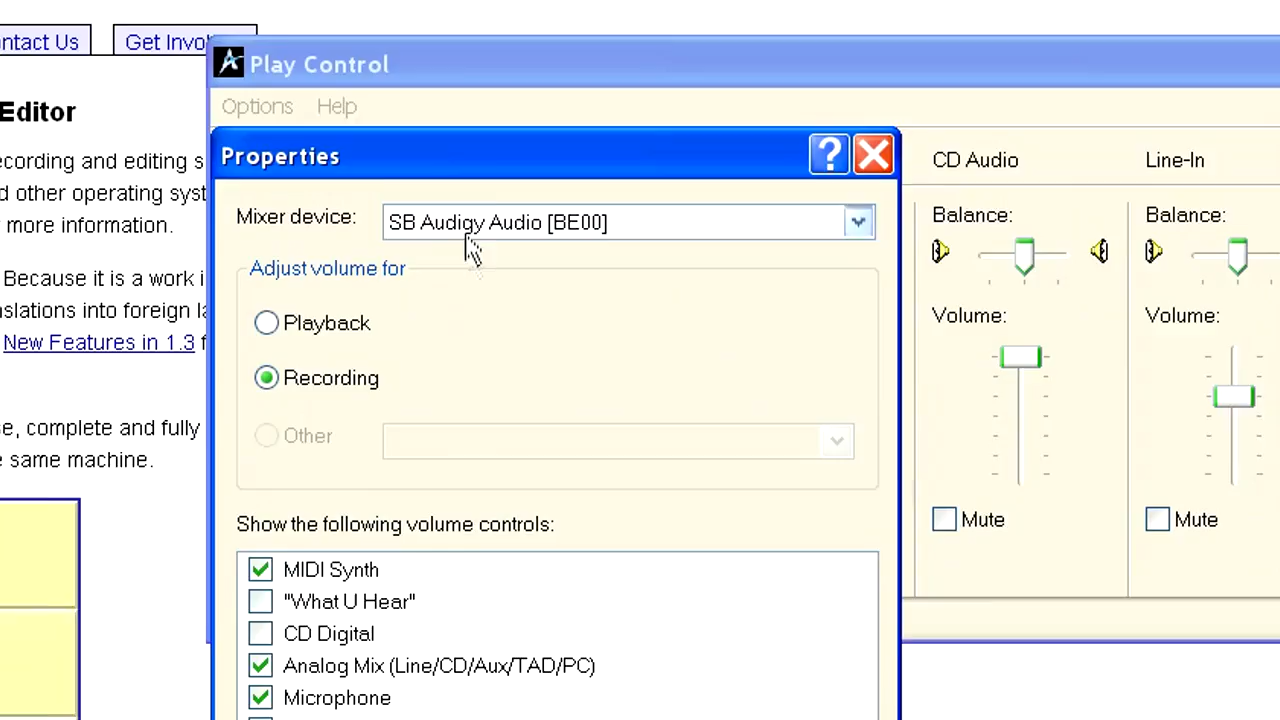 ntact Us
Get Invo
Play Control
Options Help
Editor
Properties
ecording and editing s
d other operating syst
more information.
Because it is a work i
nslations into foreign la
New Features in 1.3 f
e, complete and fully
e same machine.
Mixer device: SB Audigy Audio [BE00]
Adjust volume for
Playback
Recording
Other
Show the following volume controls:
MIDI Synth
"What U Hear"
CD Digital
Analog Mix (Line/CD/Aux/TAD/PC)
Microphone
CD Audio
Balance:
Volume:
Mute
Line-In
Balance:
Volume:
Mute